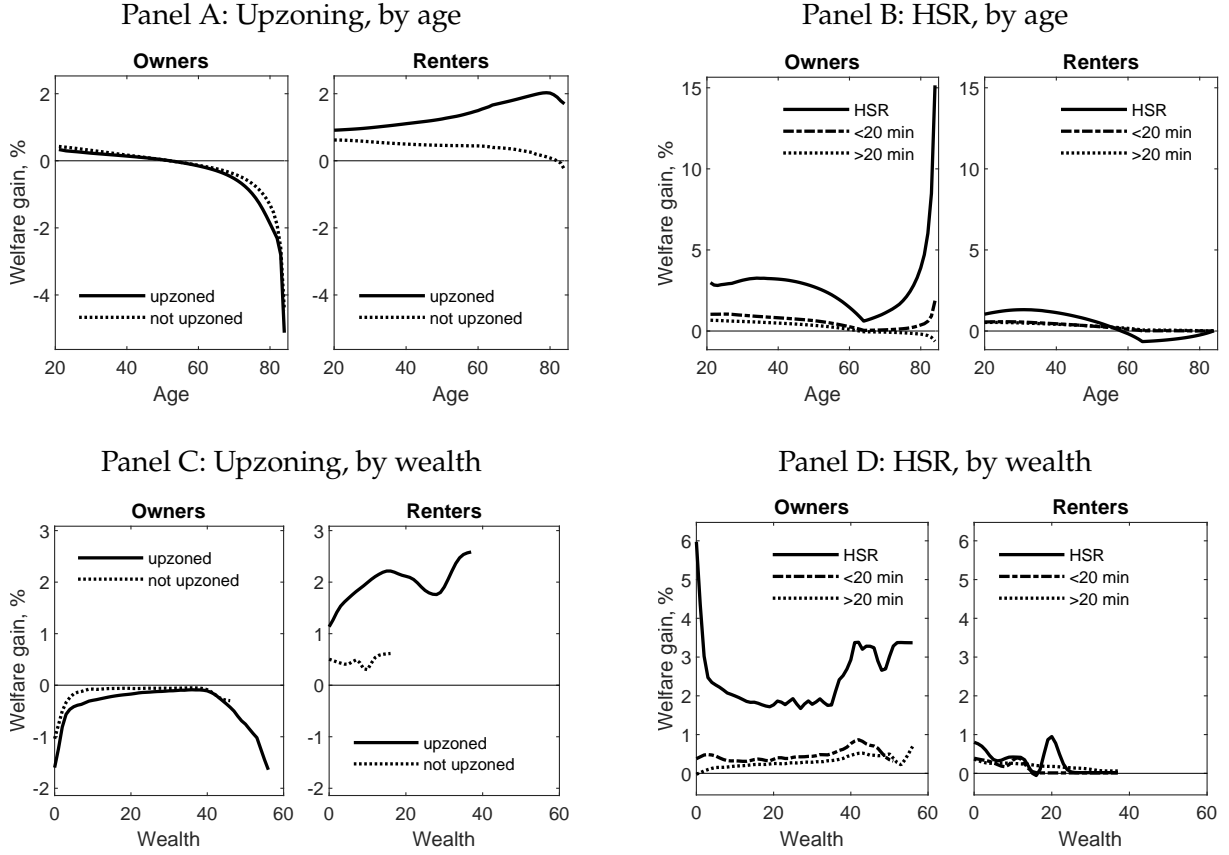 Panel A: Upzoning, by age
Owners
Renters
Welfare gain, %
2
0
-2
-4
upzoned
not upzoned
20 40 60 80
Age
2
0
-2
-4
upzoned
not upzoned
20 40 60 80
Age
Panel B: HSR, by age
Owners
Renters
Welfare gain, %
15
10
5
0
HSR
<20 min
>20 min
20 40 60 80
Age
15
10
5
0
HSR
<20 min
>20 min
20 40 60 80
Age
Panel C: Upzoning, by wealth
Owners
Renters
Welfare gain, %
3
2
1
0
-1
-2
upzoned
not upzoned
0 20 40 60
Wealth
3
2
1
0
-1
-2
upzoned
not upzoned
0 20 40 60
Wealth
Panel D: HSR, by wealth
Owners
Renters
Welfare gain, %
6
5
4
3
2
1
0
HSR
<20 min
>20 min
0 20 40 60
Wealth
6
5
4
3
2
1
0
HSR
<20 min
>20 min
0 20 40 60
Wealth